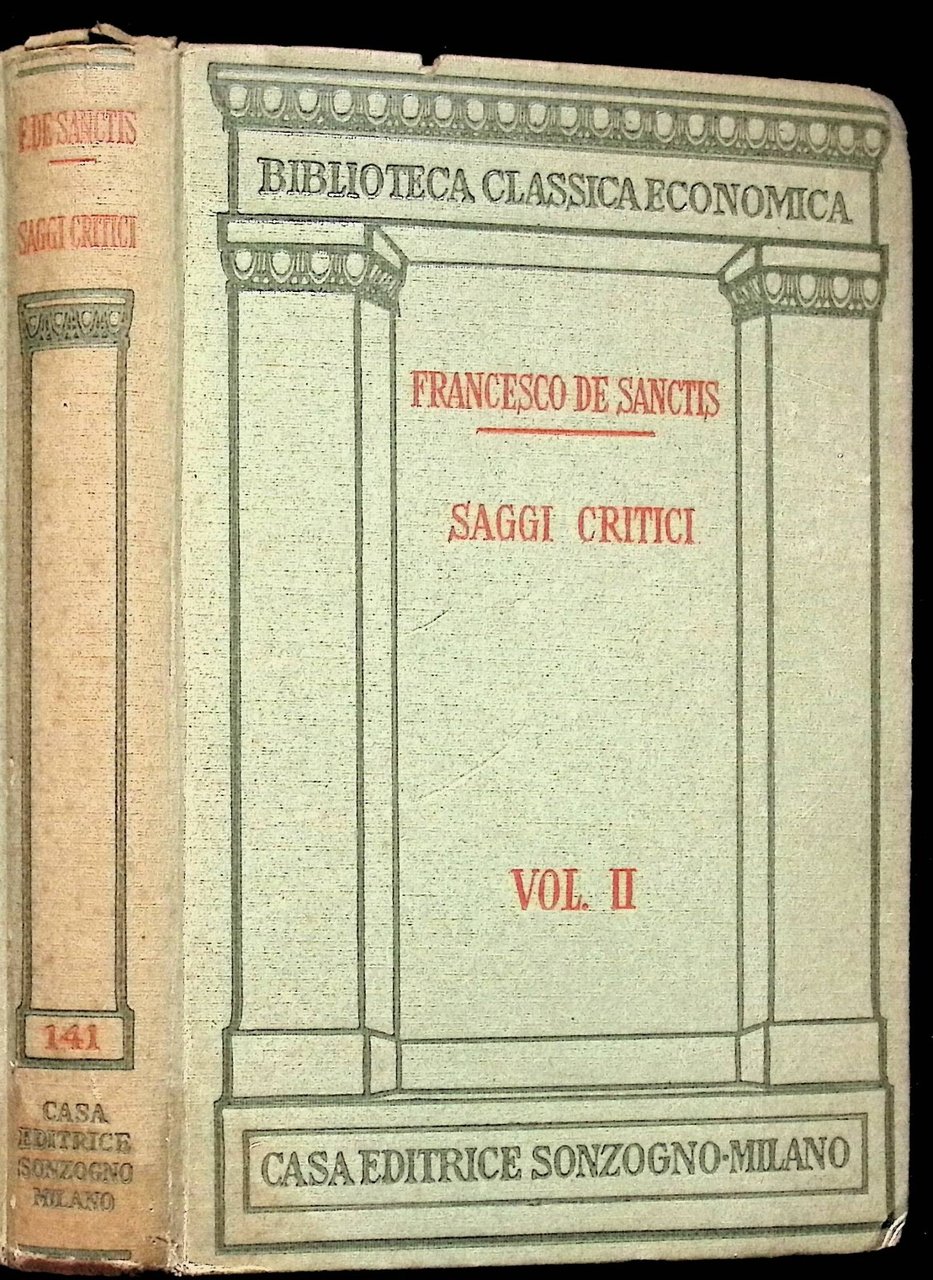 F. DE SANCTIS
SAGGI CRITICI
141
CASA
EDITRICE
SONZOGNO
MILANO
BIBLIOTECA CLASSICA ECONOMICA
FRANCESCO DE SANCTIS
SAGGI CRITICI
VOL. II
CASA EDITRICE SONZOGNO-MILANO